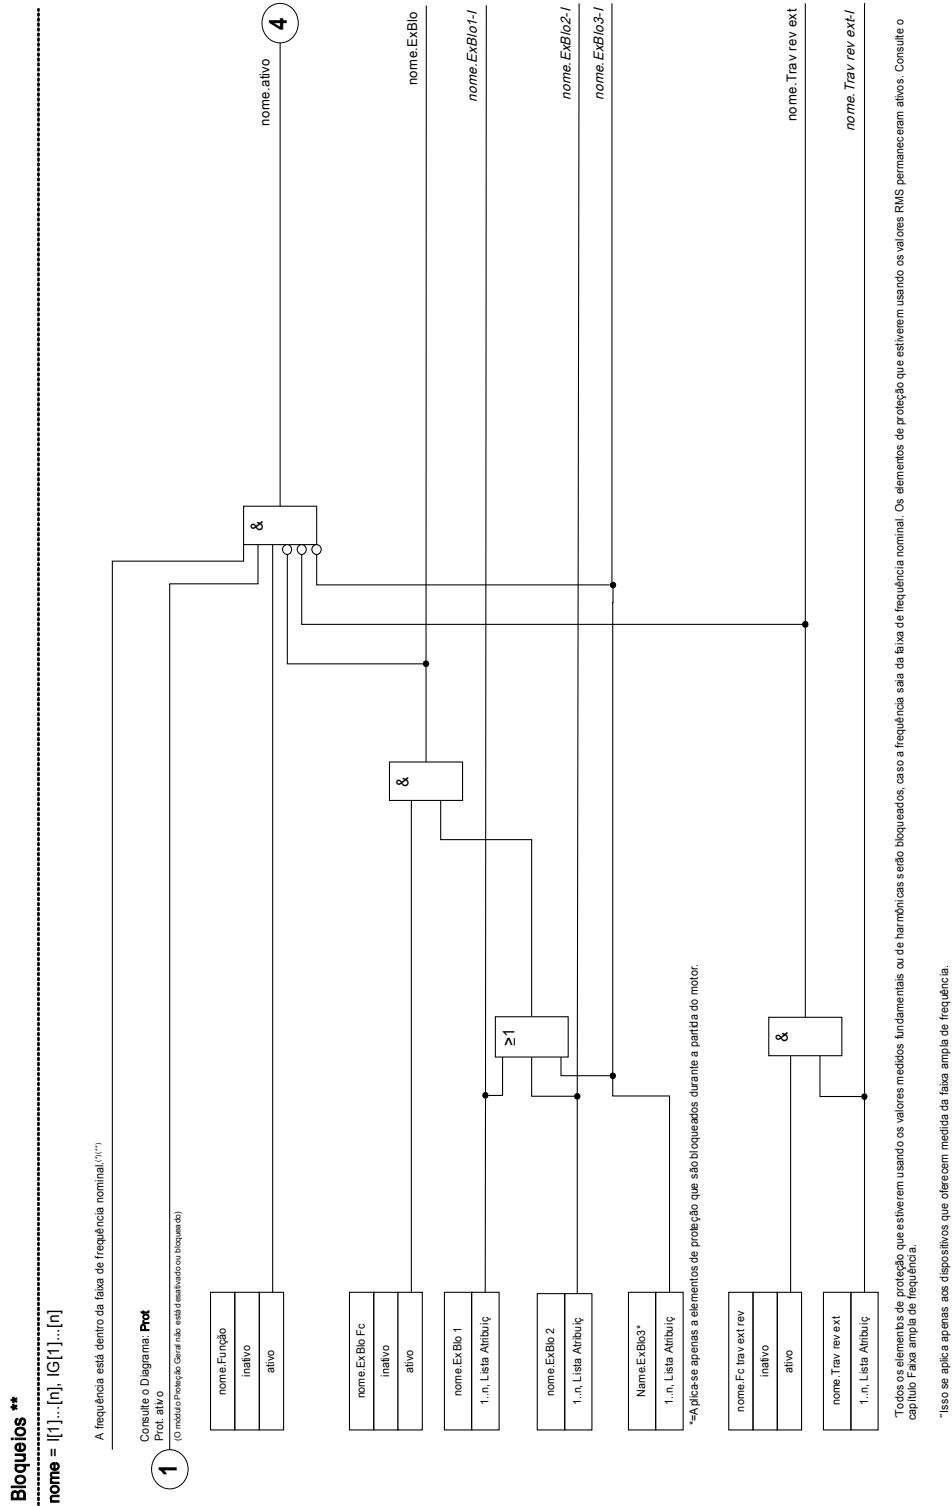 Bloqueios **
nome = I[1]...[n], IG[1]...[n]
A frequência está dentro da faixa de frequência nominal.(*)(**)
Consulte o Diagrama: Prot
Prot. ativo
(O módulo Proteção Geral não está desativado ou bloqueado)
1
nome.Função
inativo
ativo
&
nome.ativo
4
nome.ExBlo Fc
inativo
ativo
&
nome.ExBlo
nome.ExBlo 1
1..n, Lista Atribuiç
nome.ExBlo1-I
≥1
nome.ExBlo 2
1..n, Lista Atribuiç
nome.ExBlo2-I
nome.ExBlo3-I
Name.ExBlo3*
1..n, Lista Atribuiç
*=Aplica-se apenas a elementos de proteção que são bloqueados durante a partida do motor.
nome.Fc trav ext rev
inativo
ativo
&
nome.Trav rev ext
nome.Trav rev ext
1..n, Lista Atribuiç
nome.Trav rev ext-I
*Todos os elementos de proteção que estiverem usando os valores medidos fundamentais ou de harmônicas serão bloqueados, caso a frequência saia da faixa de frequência nominal. Os elementos de proteção que estiverem usando os valores RMS permaneceram ativos. Consulte o
capítulo Faixa ampla de frequência.
**Isso se aplica apenas aos dispositivos que oferecem medida da faixa ampla de frequência.